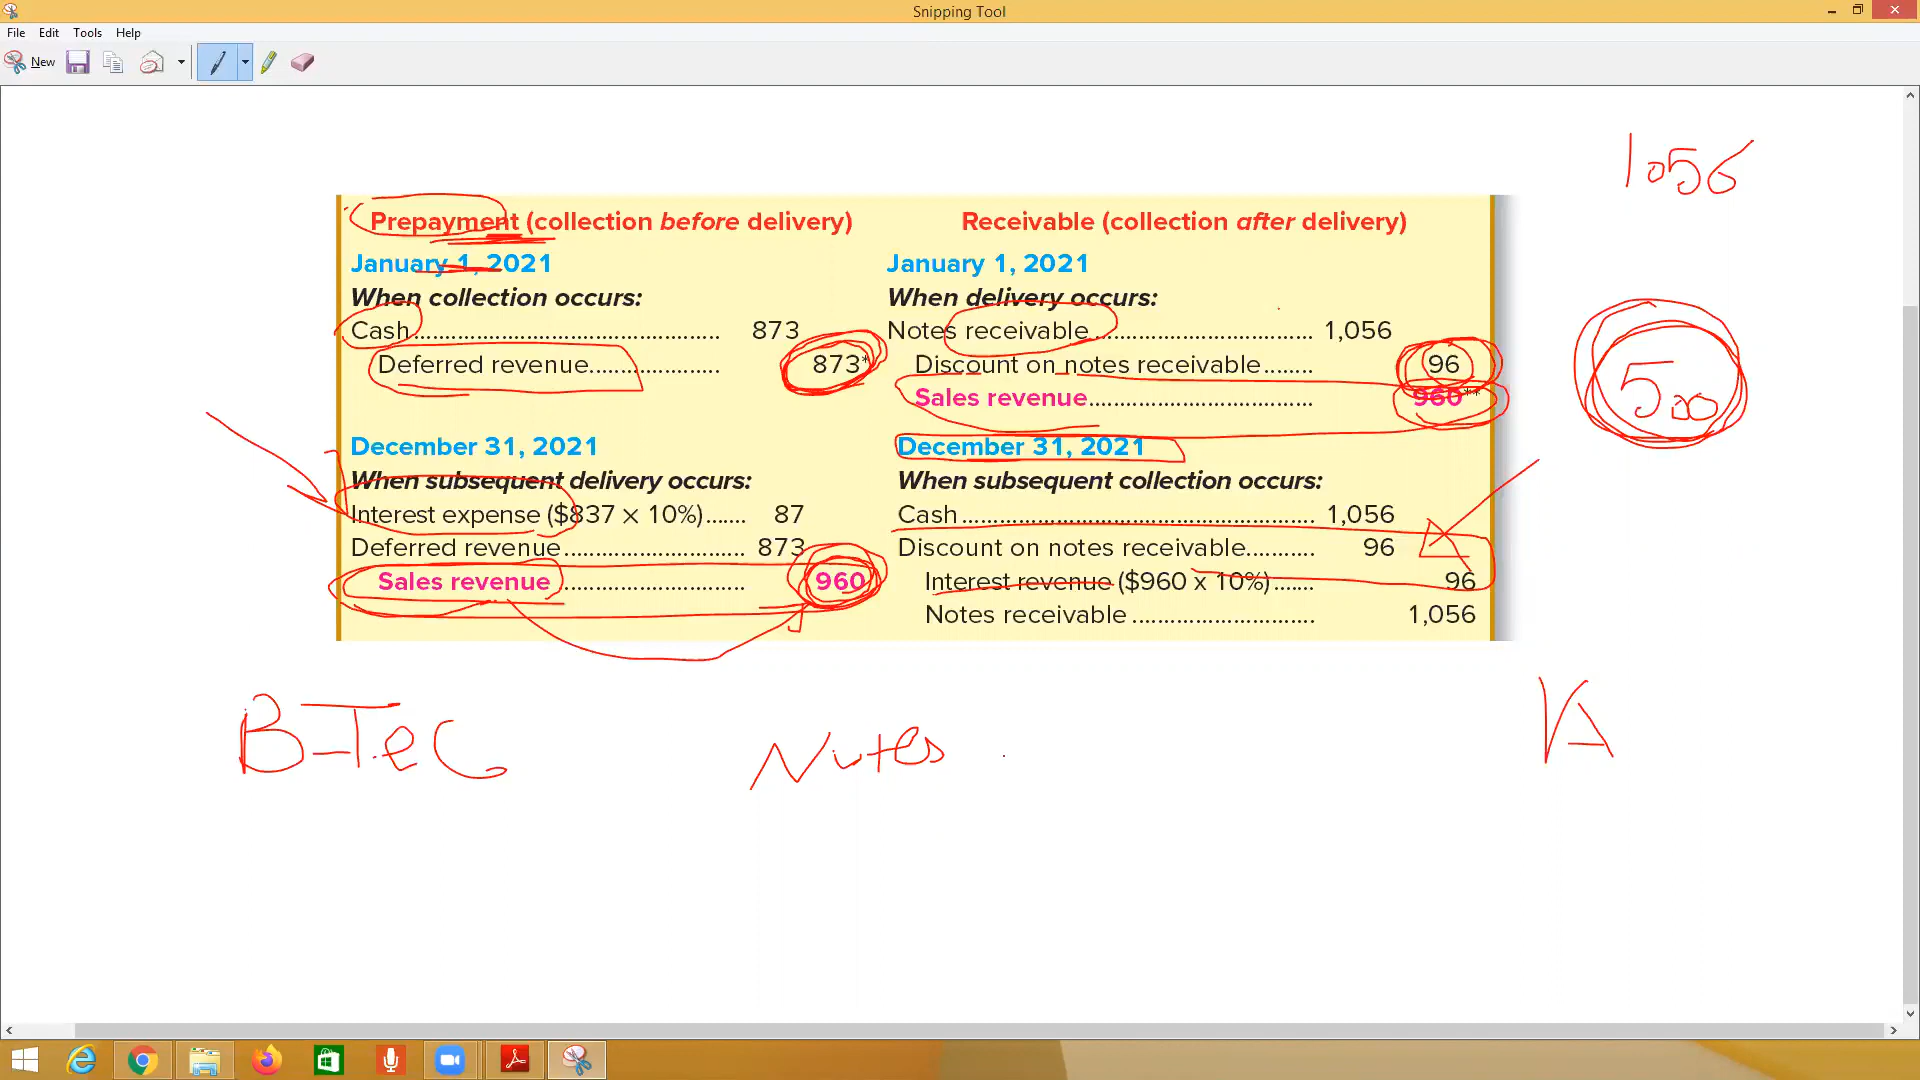 Snipping Tool
File Edit Tools Help
New
1056
Prepayment (collection before delivery)
January 1, 2021
When collection occurs:
Cash........................................ 873
Deferred revenue..................... 873*
December 31, 2021
When subsequent delivery occurs:
Interest expense ($837 × 10%)....... 87
Deferred revenue.......................... 873
Sales revenue ......................... 960
Receivable (collection after delivery)
January 1, 2021
When delivery occurs:
Notes receivable.............................. 1,056
Discount on notes receivable........ 96
Sales revenue..................................... 960**
December 31, 2021
When subsequent collection occurs:
Cash................................................ 1,056
Discount on notes receivable........... 96
Interest revenue ($960 x 10%)....... 96
Notes receivable .......................... 1,056
500
B-Tec
Notes